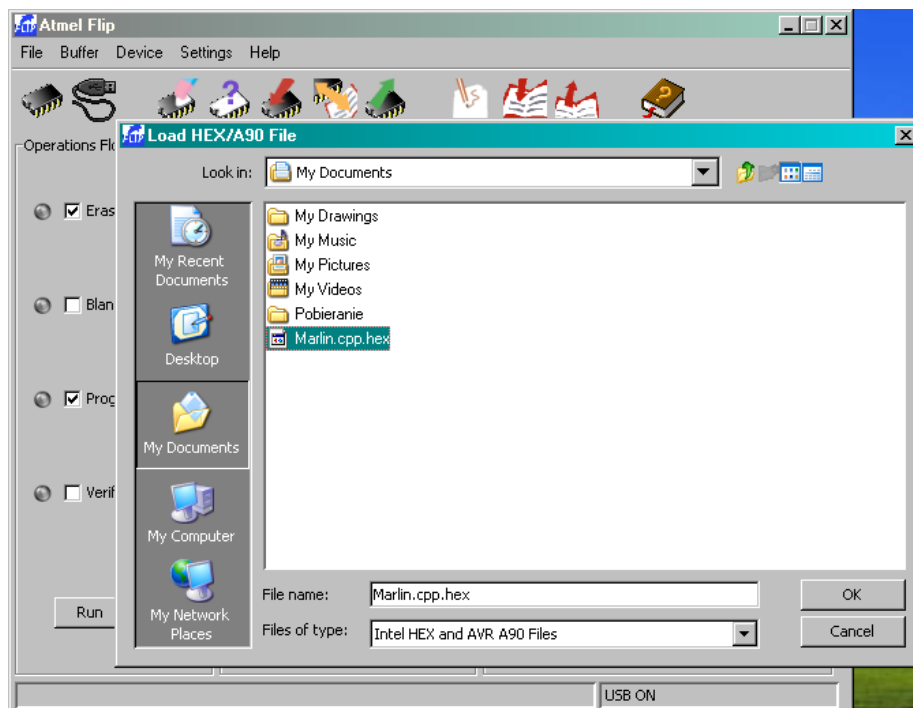 Atmel Flip
File Buffer Device Settings Help
Operations Flo
Load HEX/A90 File
Look in: My Documents
My Recent Documents
Desktop
My Documents
My Computer
My Network Places
My Drawings
My Music
My Pictures
My Videos
Pobieranie
Marlin.cpp.hex
Eras
Blan
Prog
Verif
Run
File name: Marlin.cpp.hex OK
Files of type: Intel HEX and AVR A90 Files Cancel
USB ON